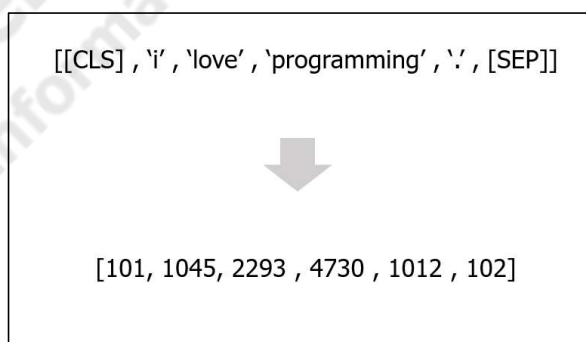 [[CLS] , ‘i’ , ‘love’ , ‘programming’ , ‘.’ , [SEP]]
[101, 1045, 2293 , 4730 , 1012 , 102]